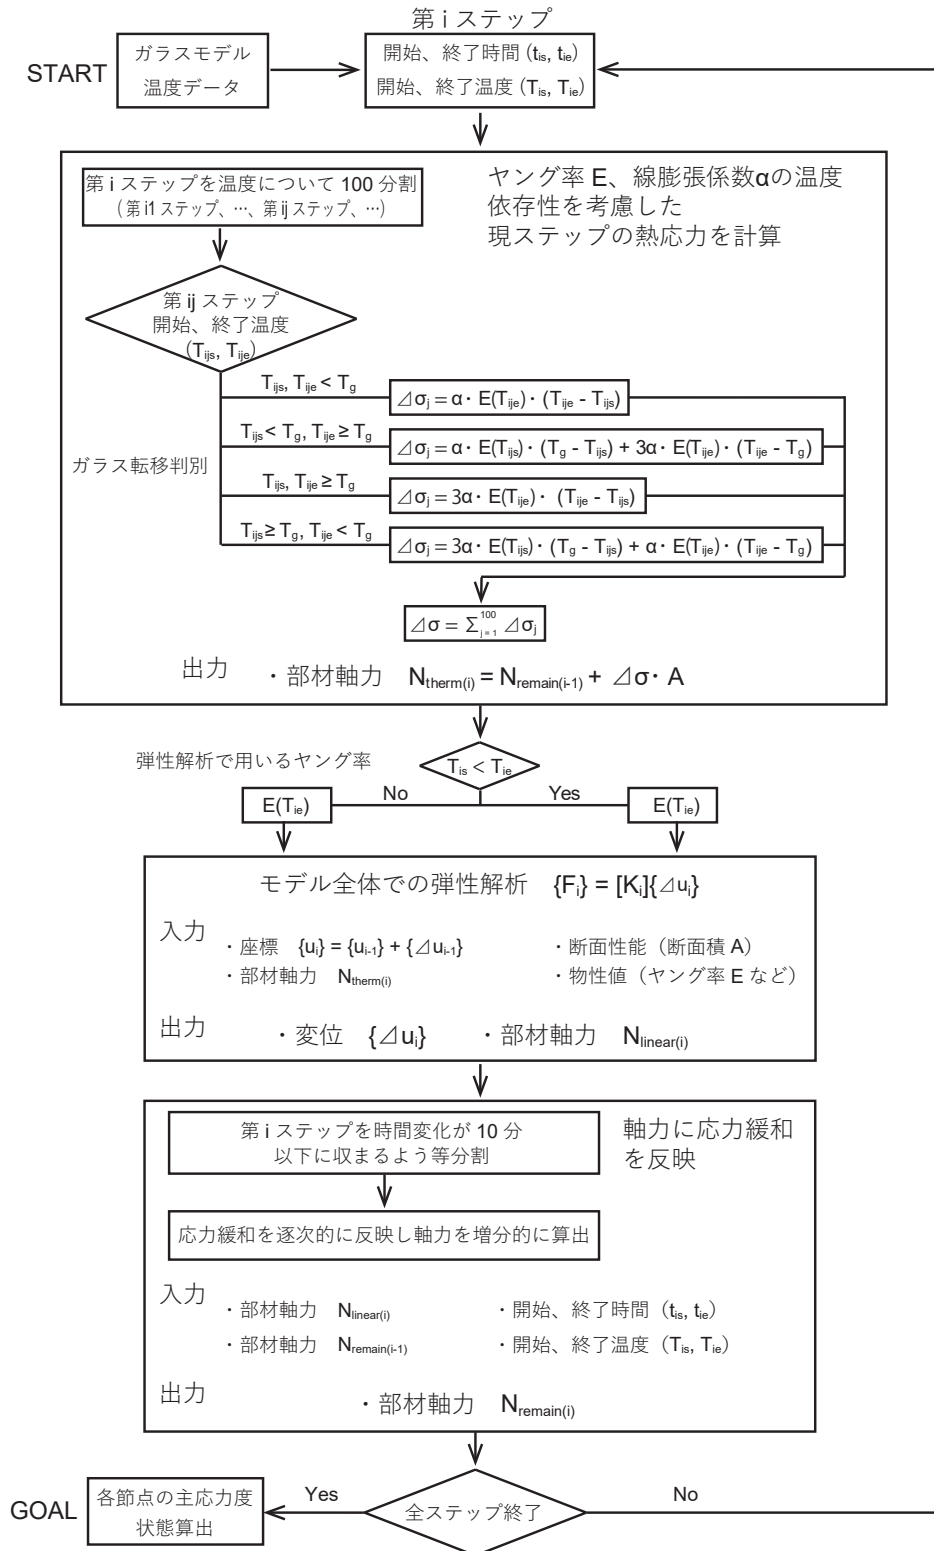 第 i ステップ
START
ガラスモデル
温度データ
開始、終了時間 (tis, tie)
開始、終了温度 (Tis, Tie)
第 i ステップを温度について 100 分割
( 第 i1 ステップ、…、第 ij ステップ、…)
ヤング率 E、線膨張係数αの温度
依存性を考慮した
現ステップの熱応力を計算
第 ij ステップ
開始、終了温度
(Tijs, Tije)
ガラス転移判別
Tijs, Tije < Tg
⊿σj = α・ E(Tije)・ (Tije - Tijs)
Tijs < Tg, Tije ≥ Tg
⊿σj = α・ E(Tijs)・ (Tg - Tijs) + 3α・ E(Tije)・ (Tije - Tg)
Tijs, Tije ≥ Tg
⊿σj = 3α・ E(Tije)・ (Tije - Tijs)
Tijs ≥ Tg, Tije < Tg
⊿σj = 3α・ E(Tijs)・ (Tg - Tijs) + α・ E(Tije)・ (Tije - Tg)
⊿σ = ∑j = 1 100 ⊿σj
出力 ・部材軸力 Ntherm(i) = Nremain(i-1) + ⊿σ・ A
弾性解析で用いるヤング率
Tis < Tie
No
Yes
E(Tie)
E(Tie)
モデル全体での弾性解析 {Fi} = [Ki]{⊿ui}
入力
・座標 {ui} = {ui-1} + {⊿ui-1}
・断面性能（断面積 A）
・部材軸力 Ntherm(i)
・物性値（ヤング率 E など）
出力 ・変位 {⊿ui} ・部材軸力 Nlinear(i)
第 i ステップを時間変化が 10 分
以下に収まるよう等分割
軸力に応力緩和
を反映
応力緩和を逐次的に反映し軸力を増分的に算出
入力
・部材軸力 Nlinear(i)
・開始、終了時間（tis, tie）
・部材軸力 Nremain(i-1)
・開始、終了温度（Tis, Tie）
出力 ・部材軸力 Nremain(i)
全ステップ終了
Yes
No
GOAL
各節点の主応力度
状態算出